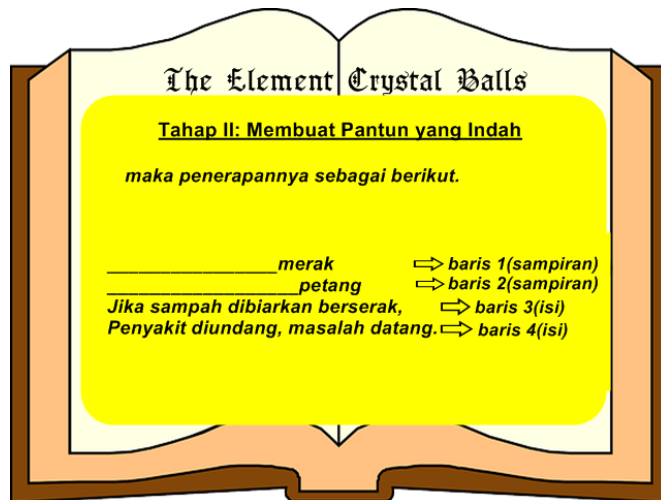 The Element Crystal Balls
Tahap II: Membuat Pantun yang Indah
maka penerapannya sebagai berikut.
_________________merak ⇨ baris 1(sampiran)
___________________petang ⇨ baris 2(sampiran)
Jika sampah dibiarkan berserak, ⇨ baris 3(isi)
Penyakit diundang, masalah datang. ⇨ baris 4(isi)